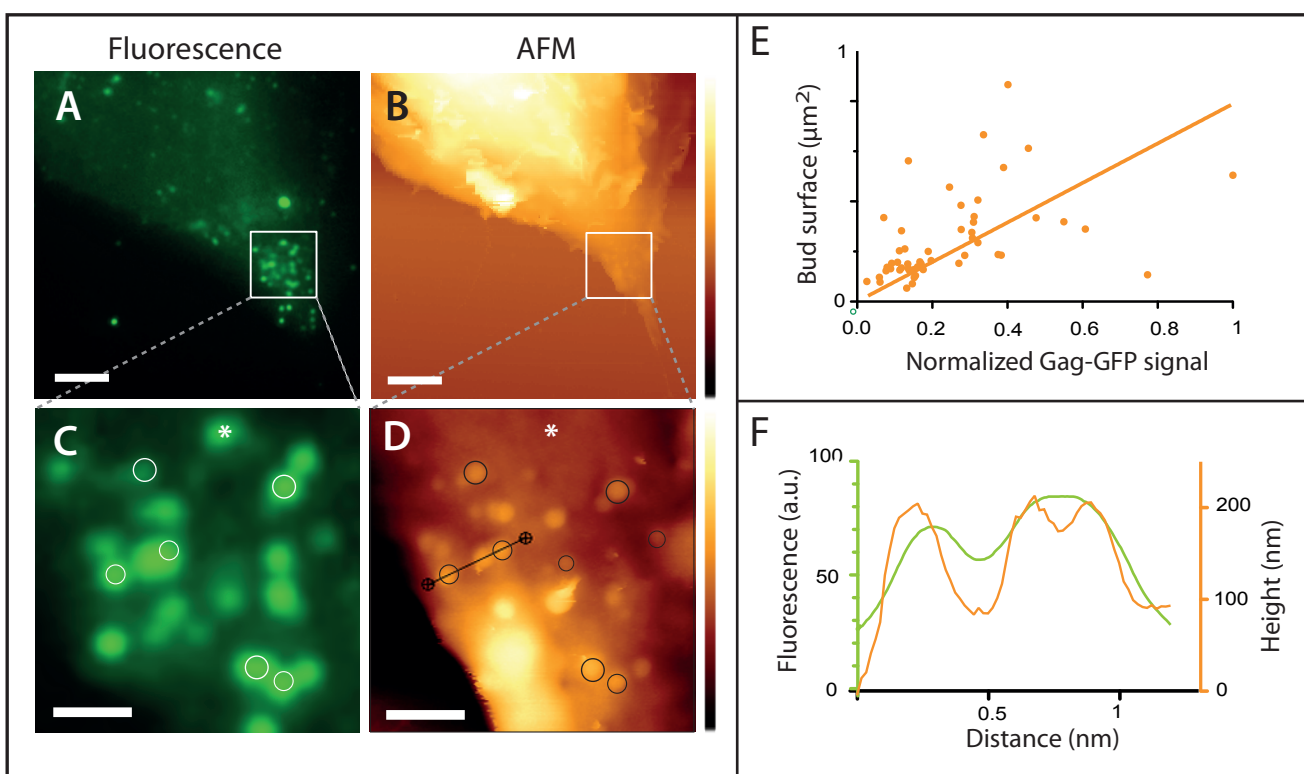 Fluorescence
AFM
A
B
C
*
D
*
E
Bud surface (μm²)
1
0
0.0
0.2
0.4
0.6
0.8
1
Normalized Gag-GFP signal
F
Fluorescence (a.u.)
100
50
0
200
100
0
Height (nm)
0.5
1
Distance (nm)